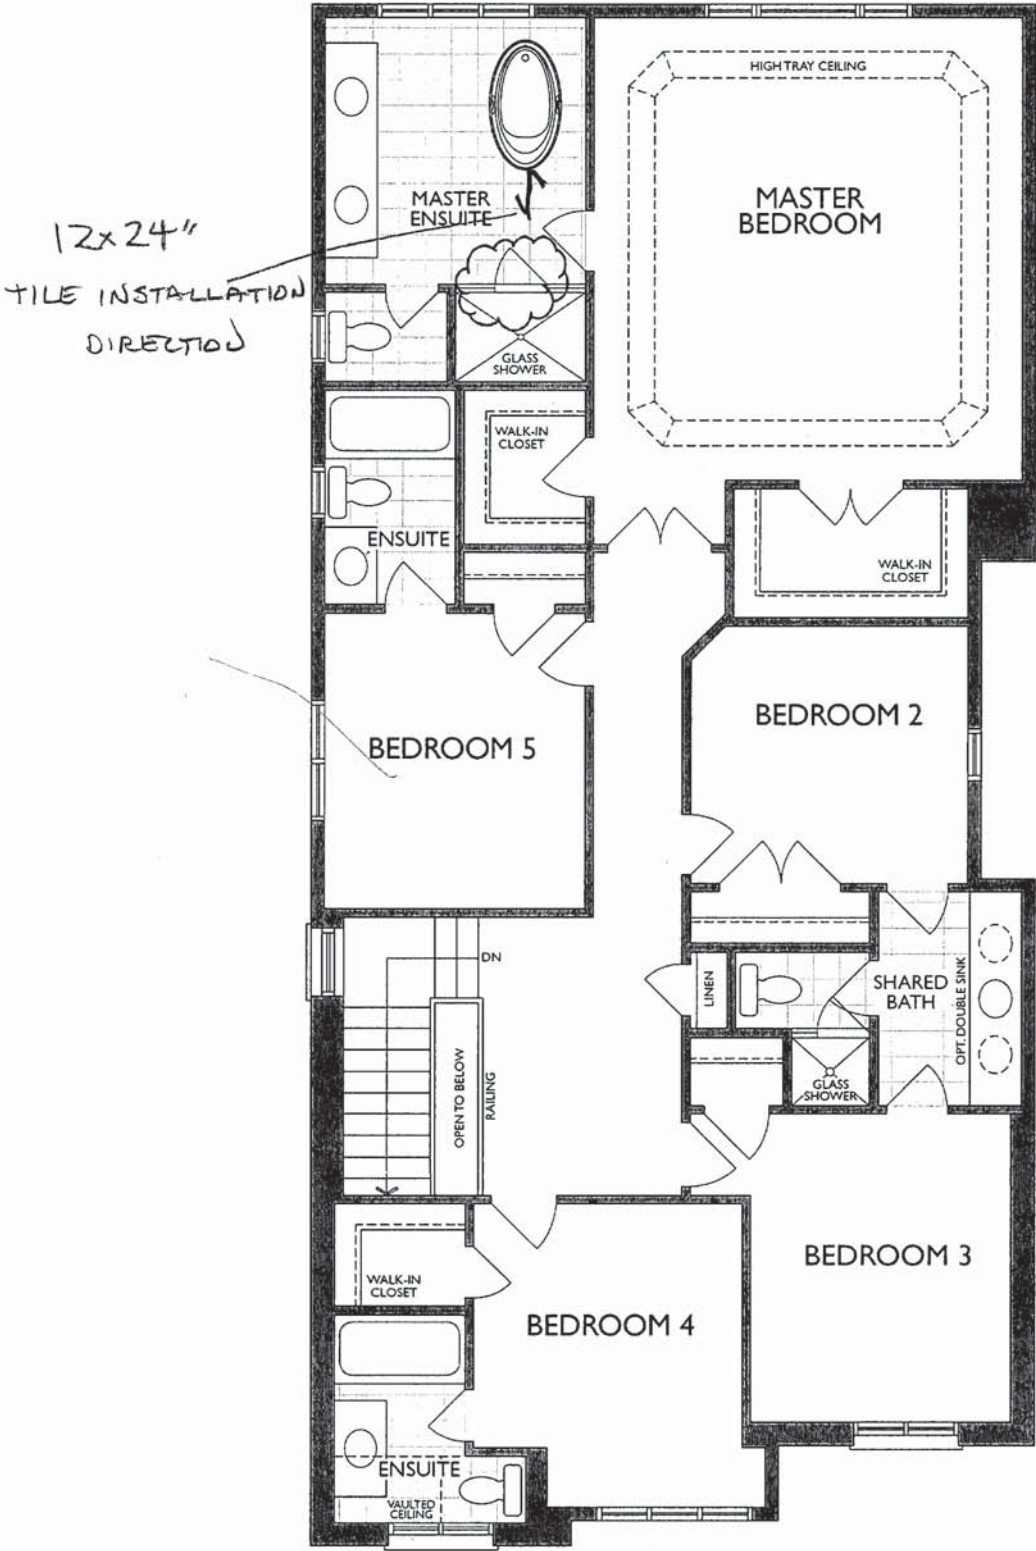 HIGH TRAY CEILING
MASTER
BEDROOM
MASTER
ENSUITE
12x24"
TILE INSTALLATION
DIRECTION
GLASS
SHOWER
WALK-IN
CLOSET
ENSUITE
WALK-IN
CLOSET
BEDROOM 2
BEDROOM 5
DN
LINEN
SHARED
BATH
OPT. DOUBLE SINK
OPEN TO BELOW
RAILING
GLASS
SHOWER
BEDROOM 3
WALK-IN
CLOSET
BEDROOM 4
ENSUITE
VAULTED
CEILING